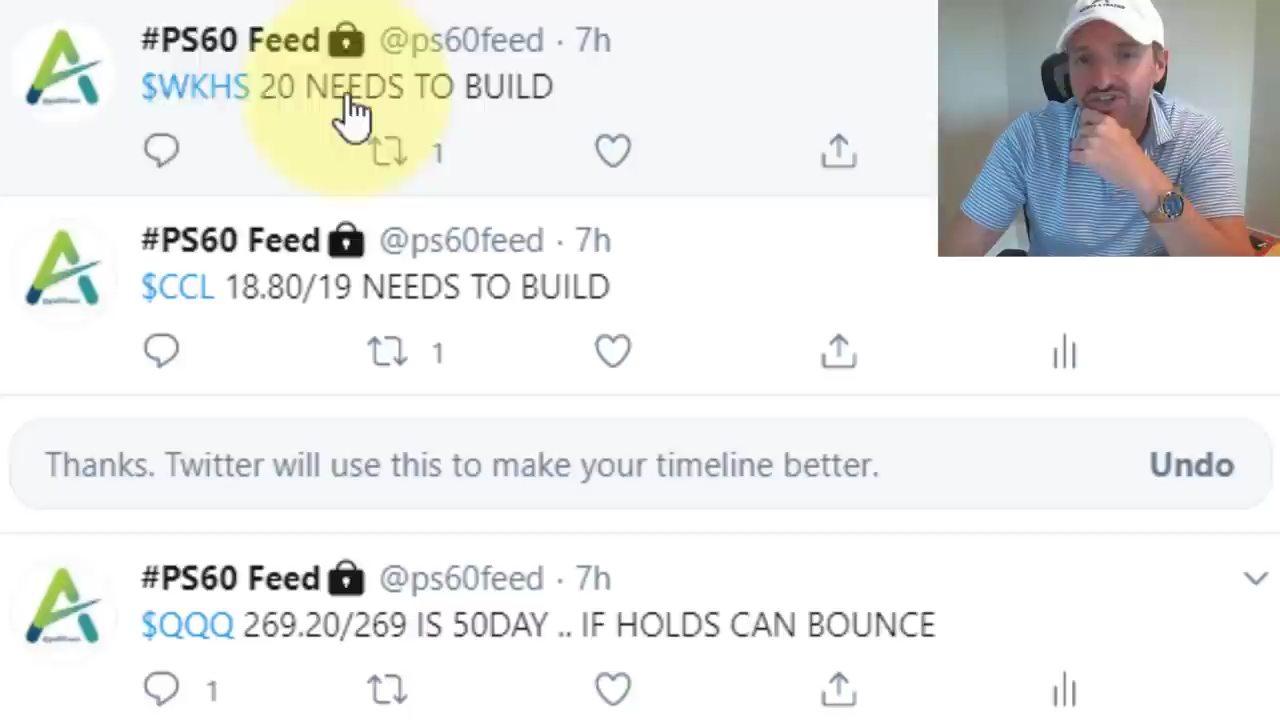 #PS60 Feed @ps60feed · 7h
$WKHS 20 NEEDS TO BUILD
1
#PS60 Feed @ps60feed · 7h
$CCL 18.80/19 NEEDS TO BUILD
1
Thanks. Twitter will use this to make your timeline better. Undo
#PS60 Feed @ps60feed · 7h
$QQQ 269.20/269 IS 50DAY .. IF HOLDS CAN BOUNCE
1